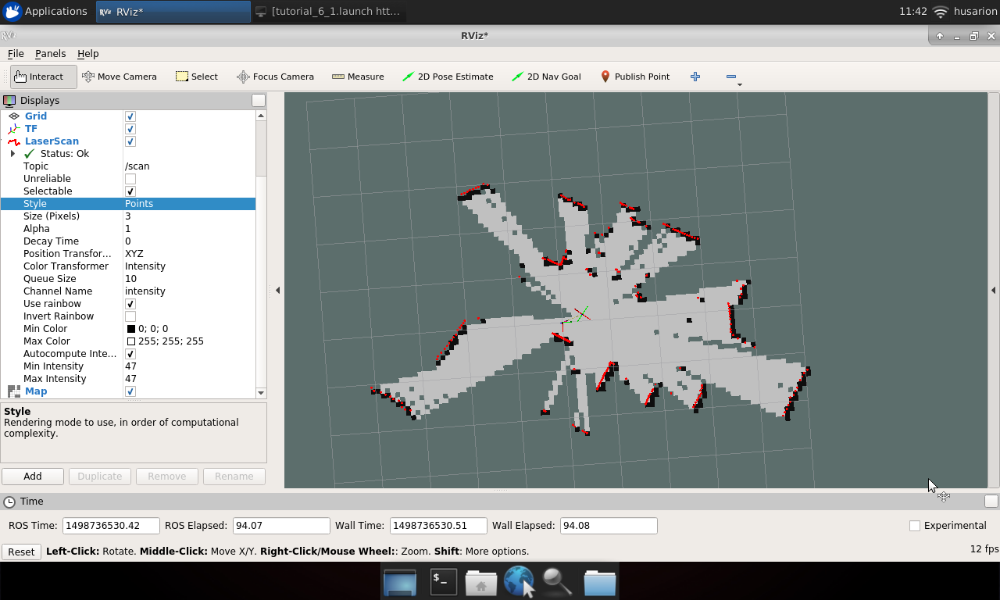 Applications RViz RViz* [tutorial_6_1.launch htt... 11:42 husarion
RViz RViz*
File Panels Help
Interact Move Camera Select Focus Camera Measure 2D Pose Estimate 2D Nav Goal Publish Point
Displays
Grid
TF
LaserScan
Status: Ok
Topic /scan
Unreliable
Selectable
Style Points
Size (Pixels) 3
Alpha 1
Decay Time 0
Position Transfor... XYZ
Color Transformer Intensity
Queue Size 10
Channel Name intensity
Use rainbow
Invert Rainbow
Min Color 0; 0; 0
Max Color 255; 255; 255
Autocompute Inte...
Min Intensity 47
Max Intensity 47
Map
Style
Rendering mode to use, in order of computational
complexity.
Add Duplicate Remove Rename
Time
ROS Time: 1498736530.42 ROS Elapsed: 94.07 Wall Time: 1498736530.51 Wall Elapsed: 94.08 Experimental
Reset Left-Click: Rotate. Middle-Click: Move X/Y. Right-Click/Mouse Wheel:: Zoom. Shift: More options. 12 fps
$_